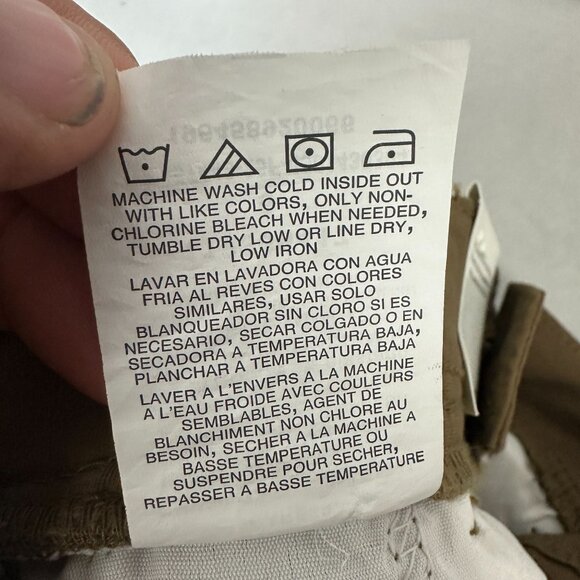 MACHINE WASH COLD INSIDE OUT
WITH LIKE COLORS, ONLY NON-
CHLORINE BLEACH WHEN NEEDED,
TUMBLE DRY LOW OR LINE DRY,
LOW IRON
LAVAR EN LAVADORA CON AGUA
FRIA AL REVES CON COLORES
SIMILARES, USAR SOLO
BLANQUEADOR SIN CLORO SI ES
NECESARIO, SECAR COLGADO O EN
SECADORA A TEMPERATURA BAJA,
PLANCHAR A TEMPERATURA BAJA
LAVER A L'ENVERS A LA MACHINE
A L'EAU FROIDE AVEC COULEURS
SEMBLABLES, AGENT DE
BLANCHIMENT NON CHLORE AU
BESOIN, SECHER A LA MACHINE A
BASSE TEMPERATURE OU
SUSPENDRE POUR SECHER,
REPASSER A BASSE TEMPERATURE